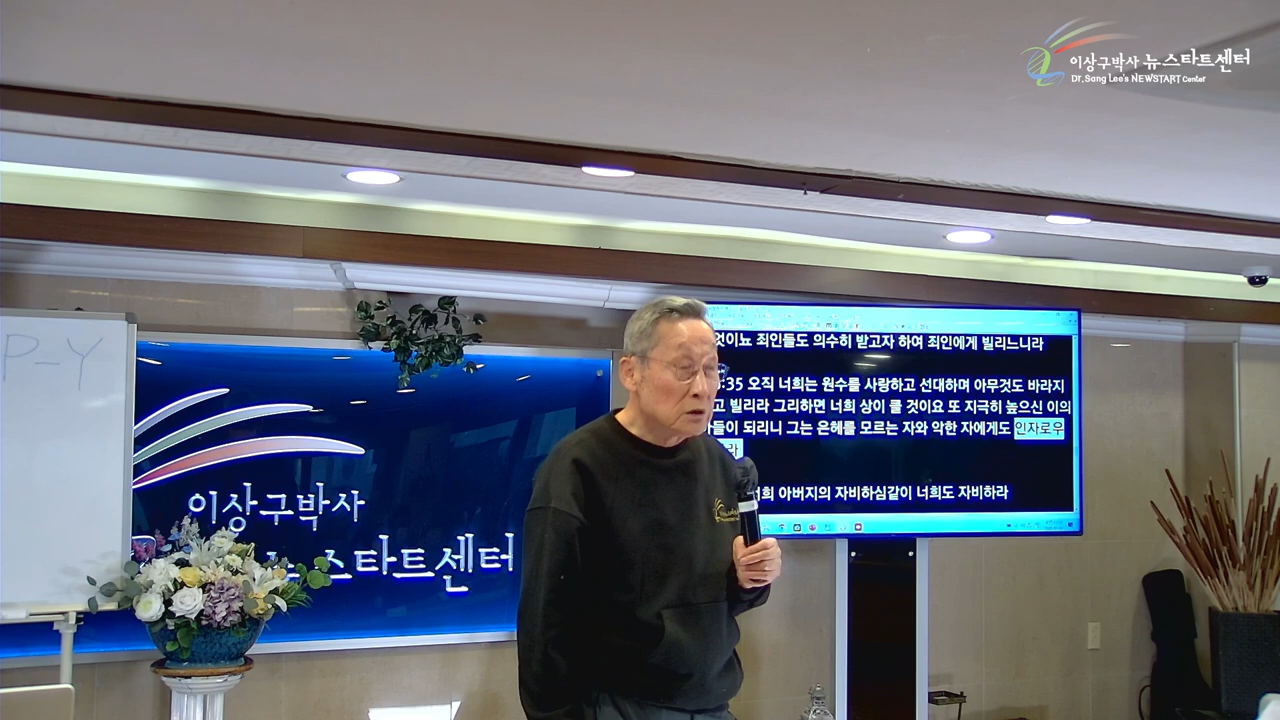 이상구박사 뉴스타트센터
Dr. Sang Lee's NEWSTART Center
P-Y
이상구박사
뉴스타트센터
것이뇨 죄인들도 의수히 받고자 하여 죄인에게 빌리느니라
:35 오직 너희는 원수를 사랑하고 선대하며 아무것도 바라지
고 빌리라 그리하면 너희 상이 클 것이요 또 지극히 높으신 이의
들이 되리니 그는 은혜를 모르는 자와 악한 자에게도 인자로우
라
너희 아버지의 자비하심같이 너희도 자비하라